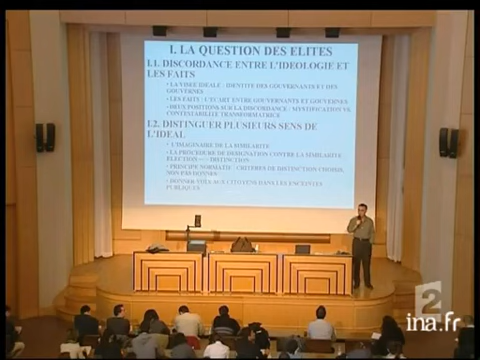 I. LA QUESTION DES ELITES
I.1. DISCORDANCE ENTRE L'IDEOLOGIE ET
LES FAITS
• LA VISEE IDEALE : IDENTITE DES GOUVERNANTS ET DES
GOUVERNES
• LES FAITS : L'ECART ENTRE GOUVERNANTS ET GOUVERNES
• DEUX POSITIONS SUR LA DISCORDANCE : MYSTIFICATION VS
CONTESTABILITE TRANSFORMATRICE
I.2. DISTINGUER PLUSIEURS SENS DE
L'IDEAL
• L'IMAGINAIRE DE LA SIMILARITE
• LA PROCEDURE DE DESIGNATION CONTRE LA SIMILARITE
ELECTION DISTINCTION
• PRINCIPE NORMATIF : CRITERES DE DISTINCTION CHOISIS,
NON PAS DONNES
• DONNER VOIX AUX CITOYENS DANS LES ENCEINTES
PUBLIQUES
2
ina.fr